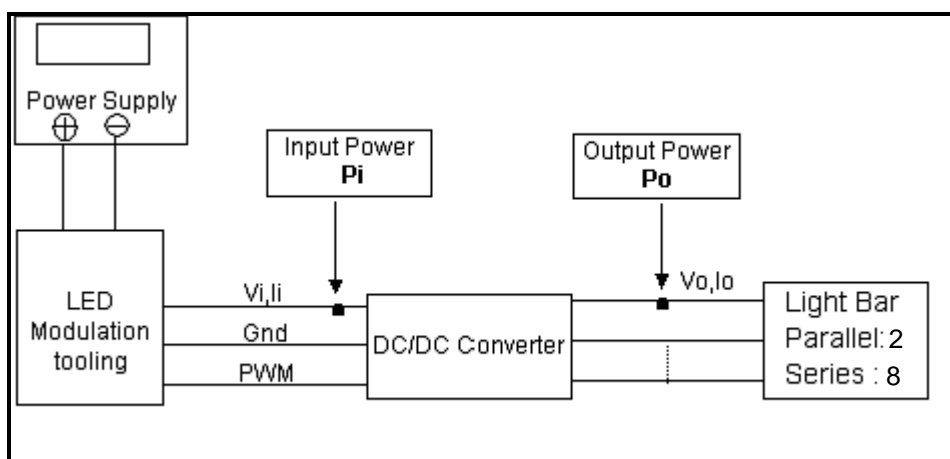 Power Supply
Input Power
Pi
Output Power
Po
LED
Modulation
tooling
Vi,Ii
Gnd
PWM
DC/DC Converter
Vo,Io
Light Bar
Parallel: 2
Series : 8